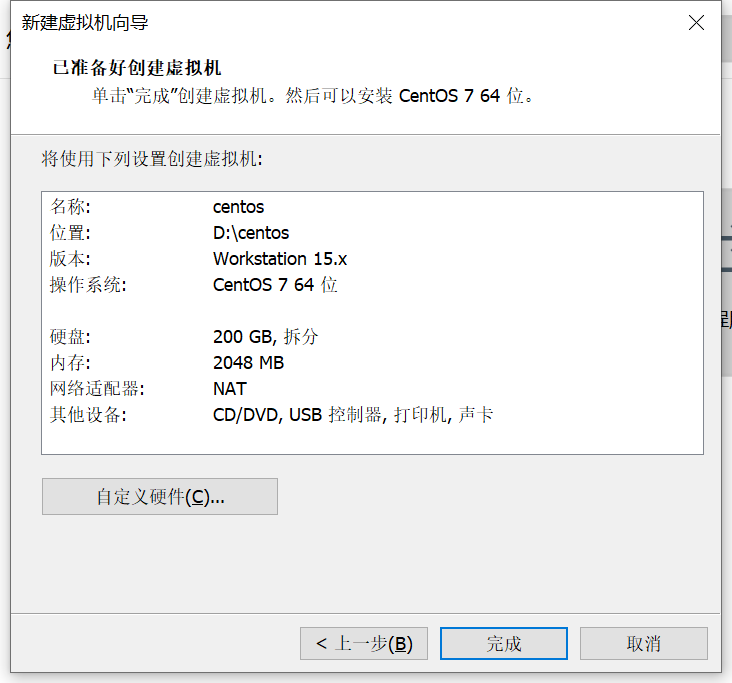 新建虚拟机向导
已准备好创建虚拟机
单击“完成”创建虚拟机。然后可以安装 CentOS 7 64 位。
将使用下列设置创建虚拟机:
名称: centos
位置: D:\centos
版本: Workstation 15.x
操作系统: CentOS 7 64 位
硬盘: 200 GB, 拆分
内存: 2048 MB
网络适配器: NAT
其他设备: CD/DVD, USB 控制器, 打印机, 声卡
自定义硬件(C)...
< 上一步(B) 完成 取消